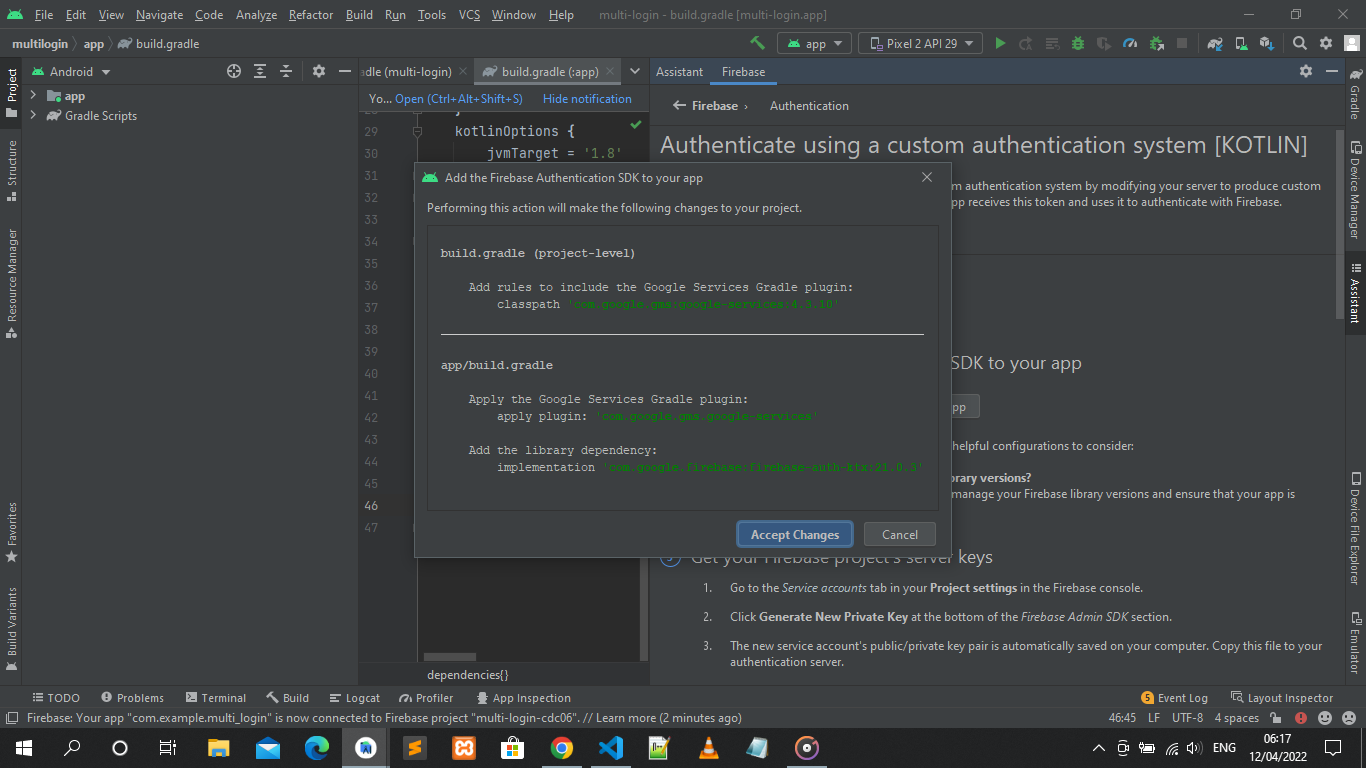 File Edit View Navigate Code Analyze Refactor Build Run Tools VCS Window Help multi-login - build.gradle [multi-login.app]
multilogin app build.gradle app Pixel 2 API 29
Android
adle (multi-login) build.gradle (:app) Assistant Firebase
Project
app
Gradle Scripts
Structure
Resource Manager
Favorites
Build Variants
Yo... Open (Ctrl+Alt+Shift+S) Hide notification
29 kotlinOptions {
30 jvmTarget = '1.8'
31
32
33
34
35
36
37
38
39
40
41
42
43
44
45
46
47
dependencies{}
Firebase › Authentication
Authenticate using a custom authentication system [KOTLIN]
m authentication system by modifying your server to produce custom
pp receives this token and uses it to authenticate with Firebase.
SDK to your app
pp
helpful configurations to consider:
rary versions?
manage your Firebase library versions and ensure that your app is
3 Get your Firebase project's server keys
1. Go to the Service accounts tab in your Project settings in the Firebase console.
2. Click Generate New Private Key at the bottom of the Firebase Admin SDK section.
3. The new service account's public/private key pair is automatically saved on your computer. Copy this file to your
authentication server.
Add the Firebase Authentication SDK to your app
Performing this action will make the following changes to your project.
build.gradle (project-level)
Add rules to include the Google Services Gradle plugin:
classpath 'com.google.gms:google-services:4.3.10'
app/build.gradle
Apply the Google Services Gradle plugin:
apply plugin: 'com.google.gms.google-services'
Add the library dependency:
implementation 'com.google.firebase:firebase-auth-ktx:21.0.3'
Accept Changes Cancel
Gradle
Device Manager
Assistant
Device File Explorer
Emulator
TODO Problems Terminal Build Logcat Profiler App Inspection 5 Event Log Layout Inspector
Firebase: Your app "com.example.multi_login" is now connected to Firebase project "multi-login-cdc06". // Learn more (2 minutes ago) 46:45 LF UTF-8 4 spaces
ENG 06:17
12/04/2022